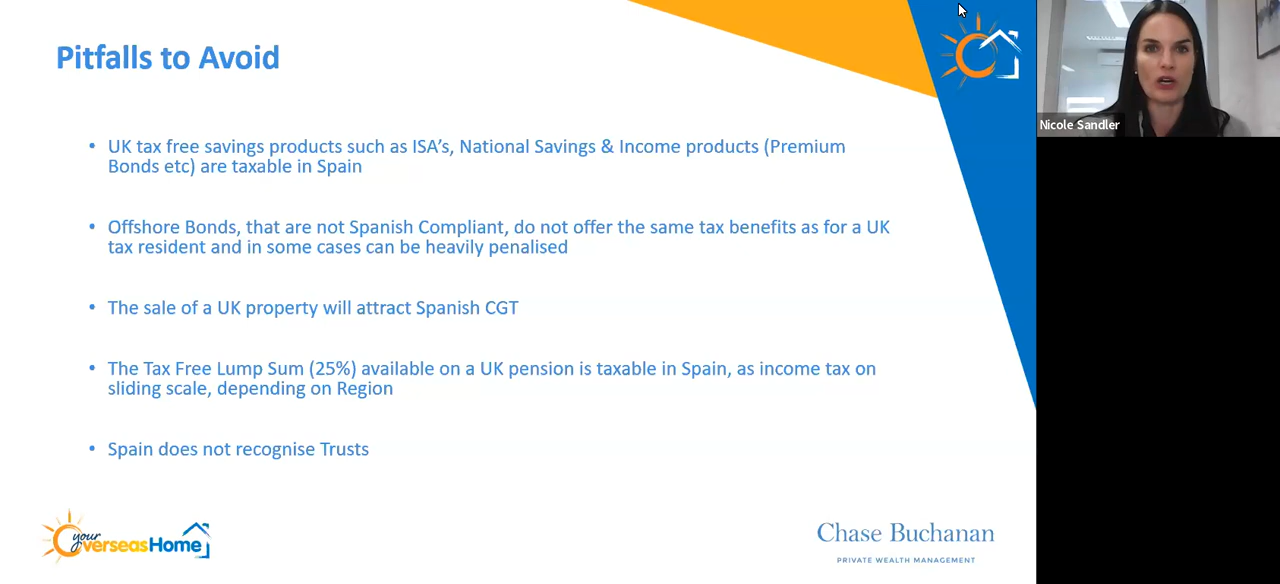 Pitfalls to Avoid
• UK tax free savings products such as ISA’s, National Savings & Income products (Premium
Bonds etc) are taxable in Spain
• Offshore Bonds, that are not Spanish Compliant, do not offer the same tax benefits as for a UK
tax resident and in some cases can be heavily penalised
• The sale of a UK property will attract Spanish CGT
• The Tax Free Lump Sum (25%) available on a UK pension is taxable in Spain, as income tax on
sliding scale, depending on Region
• Spain does not recognise Trusts
your
OverseasHome
Chase Buchanan
PRIVATE WEALTH MANAGEMENT
Nicole Sandler